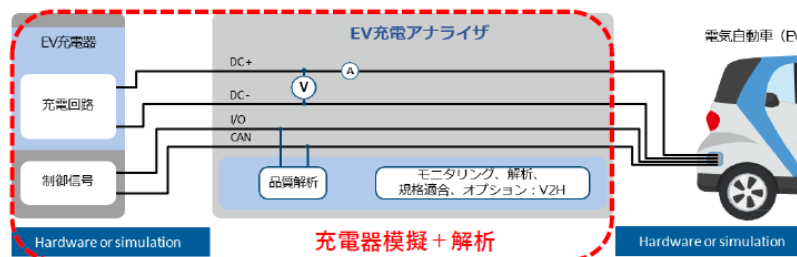 EV充電器
充電回路
制御信号
Hardware or simulation
EV充電アナライザ
DC+
A
V
DC-
I/O
CAN
品質解析
モニタリング、解析、
規格適合、オプション：V2H
充電器模擬＋解析
電気自動車（EV
Hardware or simulation